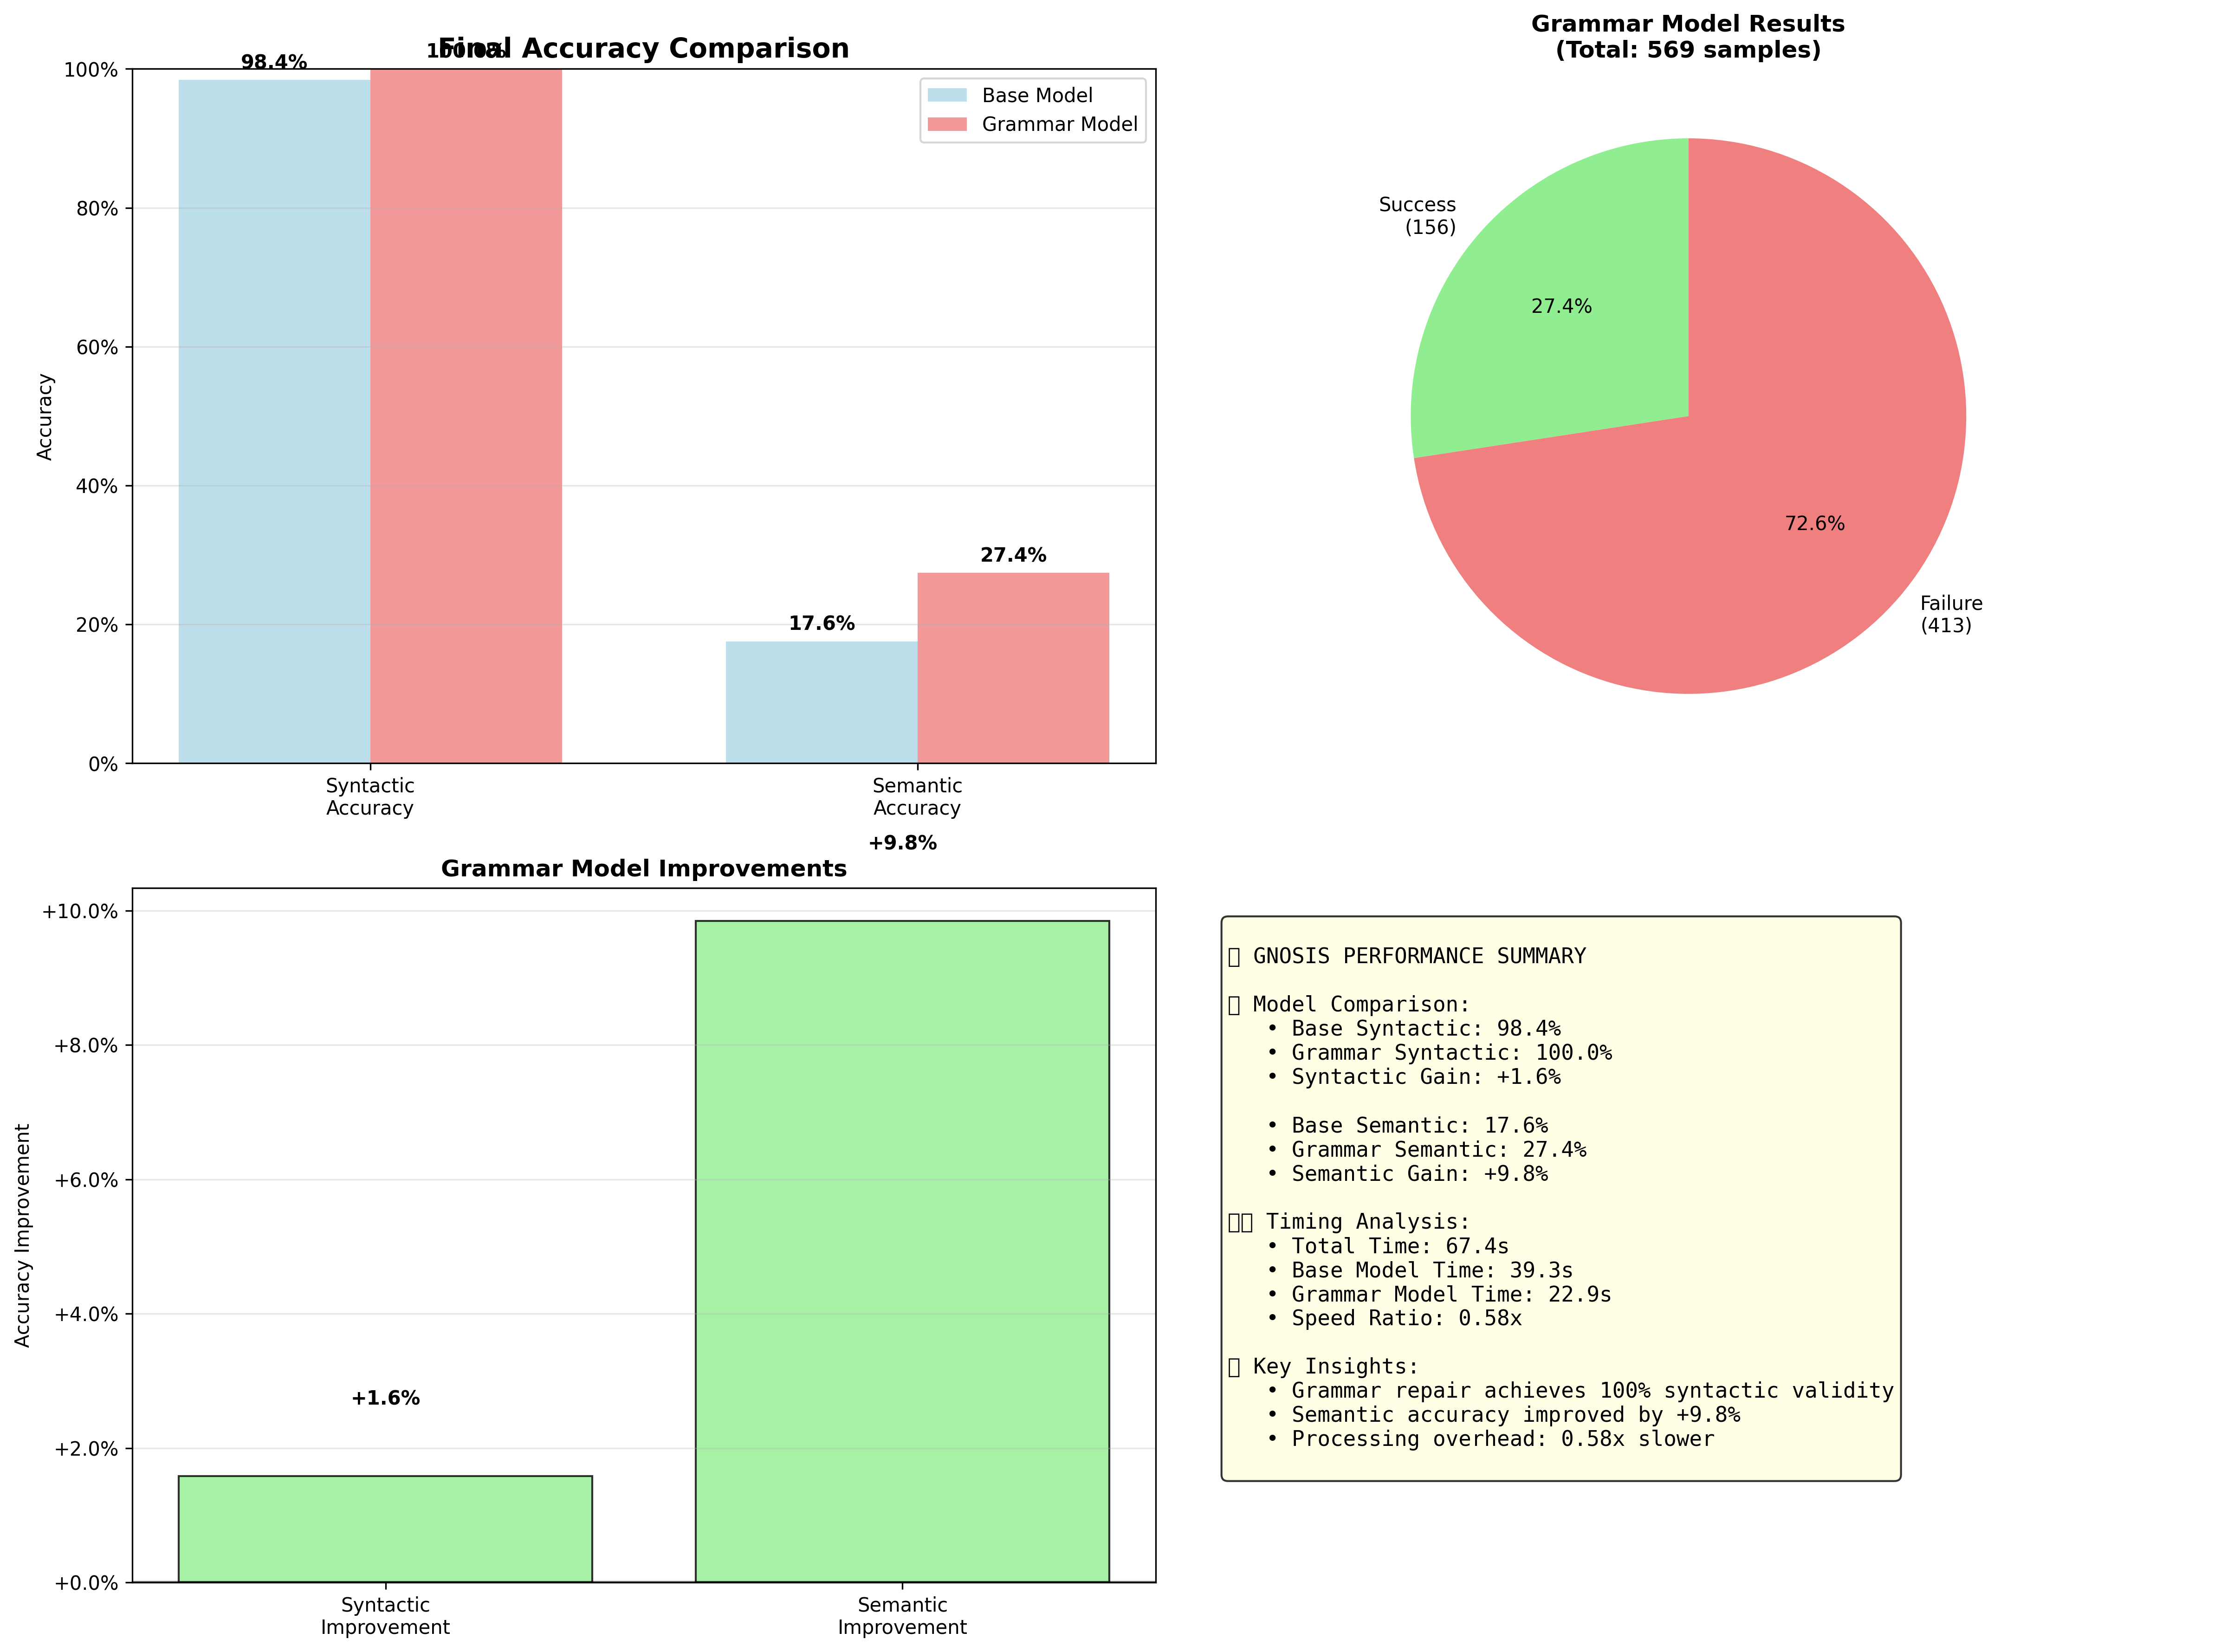 Final Accuracy Comparison
98.4%
100.0%
100%
80%
60%
40%
20%
0%
Accuracy
Base Model
Grammar Model
17.6%
27.4%
Syntactic
Accuracy
Semantic
Accuracy
Grammar Model Results
(Total: 569 samples)
Success
(156)
27.4%
72.6%
Failure
(413)
+9.8%
Grammar Model Improvements
+10.0%
+8.0%
+6.0%
+4.0%
+2.0%
+0.0%
Accuracy Improvement
+1.6%
Syntactic
Improvement
Semantic
Improvement
GNOSIS PERFORMANCE SUMMARY
Model Comparison:
• Base Syntactic: 98.4%
• Grammar Syntactic: 100.0%
• Syntactic Gain: +1.6%
• Base Semantic: 17.6%
• Grammar Semantic: 27.4%
• Semantic Gain: +9.8%
Timing Analysis:
• Total Time: 67.4s
• Base Model Time: 39.3s
• Grammar Model Time: 22.9s
• Speed Ratio: 0.58x
Key Insights:
• Grammar repair achieves 100% syntactic validity
• Semantic accuracy improved by +9.8%
• Processing overhead: 0.58x slower